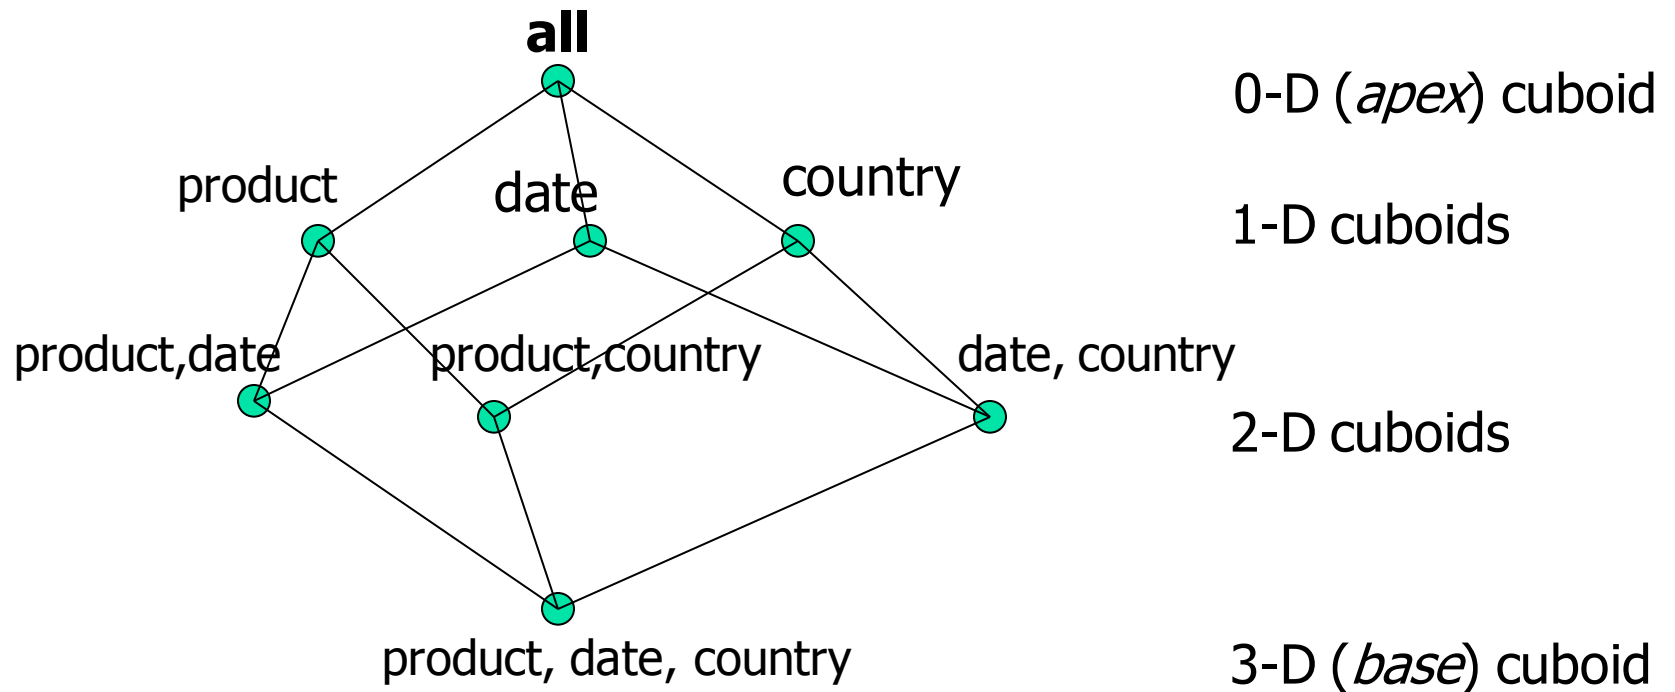 all
0-D (apex) cuboid
product
date
country
1-D cuboids
product,date
product,country
date, country
2-D cuboids
product, date, country
3-D (base) cuboid